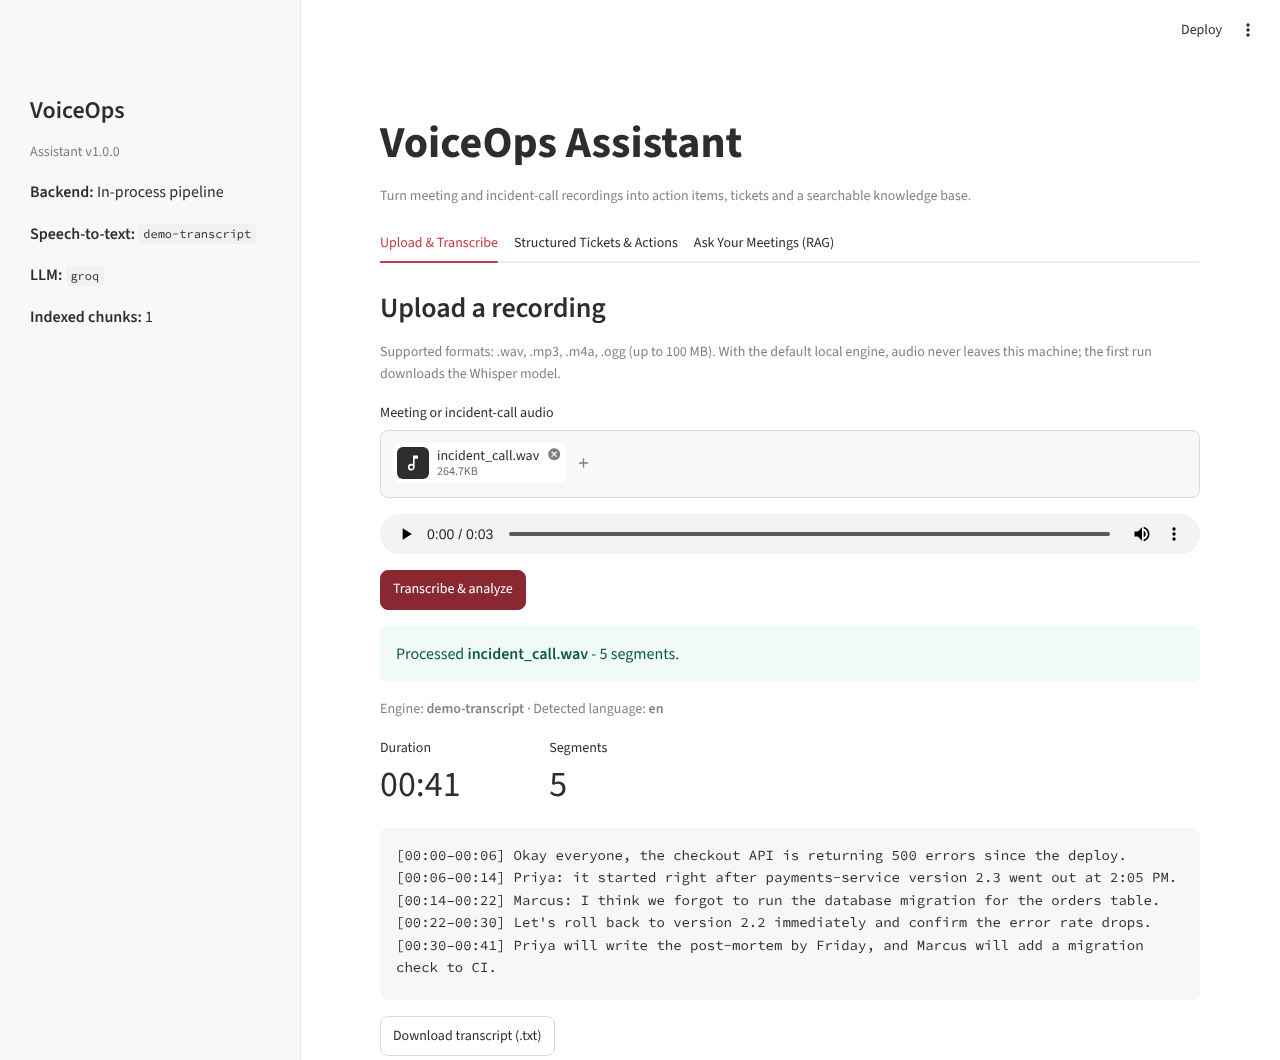 Deploy
VoiceOps
Assistant v1.0.0
Backend: In-process pipeline
Speech-to-text: demo-transcript
LLM: groq
Indexed chunks: 1
VoiceOps Assistant
Turn meeting and incident-call recordings into action items, tickets and a searchable knowledge base.
Upload & Transcribe Structured Tickets & Actions Ask Your Meetings (RAG)
Upload a recording
Supported formats: .wav, .mp3, .m4a, .ogg (up to 100 MB). With the default local engine, audio never leaves this machine; the first run
downloads the Whisper model.
Meeting or incident-call audio
incident_call.wav
264.7KB
0:00 / 0:03
Transcribe & analyze
Processed incident_call.wav - 5 segments.
Engine: demo-transcript · Detected language: en
Duration Segments
00:41 5
[00:00–00:06] Okay everyone, the checkout API is returning 500 errors since the deploy.
[00:06–00:14] Priya: it started right after payments-service version 2.3 went out at 2:05 PM.
[00:14–00:22] Marcus: I think we forgot to run the database migration for the orders table.
[00:22–00:30] Let's roll back to version 2.2 immediately and confirm the error rate drops.
[00:30–00:41] Priya will write the post-mortem by Friday, and Marcus will add a migration
check to CI.
Download transcript (.txt)